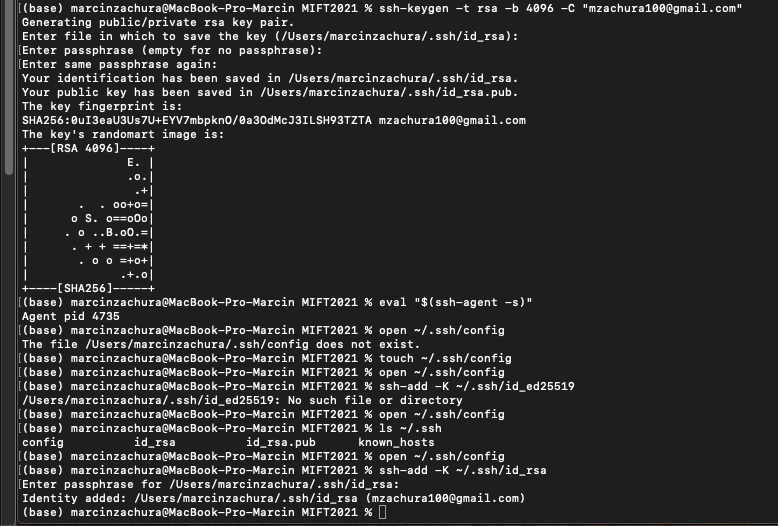 [(base) marcinzachura@MacBook-Pro-Marcin MIFT2021 % ssh-keygen -t rsa -b 4096 -C "mzachura100@gmail.com"
Generating public/private rsa key pair.
[Enter file in which to save the key (/Users/marcinzachura/.ssh/id_rsa):
[Enter passphrase (empty for no passphrase):
[Enter same passphrase again:
Your identification has been saved in /Users/marcinzachura/.ssh/id_rsa.
Your public key has been saved in /Users/marcinzachura/.ssh/id_rsa.pub.
The key fingerprint is:
SHA256:0uI3eaU3Us7U+EYV7mbpknO/0a3OdMcJ3ILSH93TZTA mzachura100@gmail.com
The key's randomart image is:
+---[RSA 4096]----+
|              E. |
|              .o.|
|               .+|
|       .  . oo+o=|
|      o S. o==oOo|
|     . o ..B.oO.=|
|      . + + ==+=*|
|       . o o =+o+|
|             .+.o|
+----[SHA256]-----+
[(base) marcinzachura@MacBook-Pro-Marcin MIFT2021 % eval "$(ssh-agent -s)"
Agent pid 4735
[(base) marcinzachura@MacBook-Pro-Marcin MIFT2021 % open ~/.ssh/config
The file /Users/marcinzachura/.ssh/config does not exist.
[(base) marcinzachura@MacBook-Pro-Marcin MIFT2021 % touch ~/.ssh/config
[(base) marcinzachura@MacBook-Pro-Marcin MIFT2021 % open ~/.ssh/config
[(base) marcinzachura@MacBook-Pro-Marcin MIFT2021 % ssh-add -K ~/.ssh/id_ed25519
/Users/marcinzachura/.ssh/id_ed25519: No such file or directory
[(base) marcinzachura@MacBook-Pro-Marcin MIFT2021 % open ~/.ssh/config
[(base) marcinzachura@MacBook-Pro-Marcin MIFT2021 % ls ~/.ssh
config          id_rsa          id_rsa.pub      known_hosts
[(base) marcinzachura@MacBook-Pro-Marcin MIFT2021 % open ~/.ssh/config
[(base) marcinzachura@MacBook-Pro-Marcin MIFT2021 % ssh-add -K ~/.ssh/id_rsa
[Enter passphrase for /Users/marcinzachura/.ssh/id_rsa:
Identity added: /Users/marcinzachura/.ssh/id_rsa (mzachura100@gmail.com)
(base) marcinzachura@MacBook-Pro-Marcin MIFT2021 %